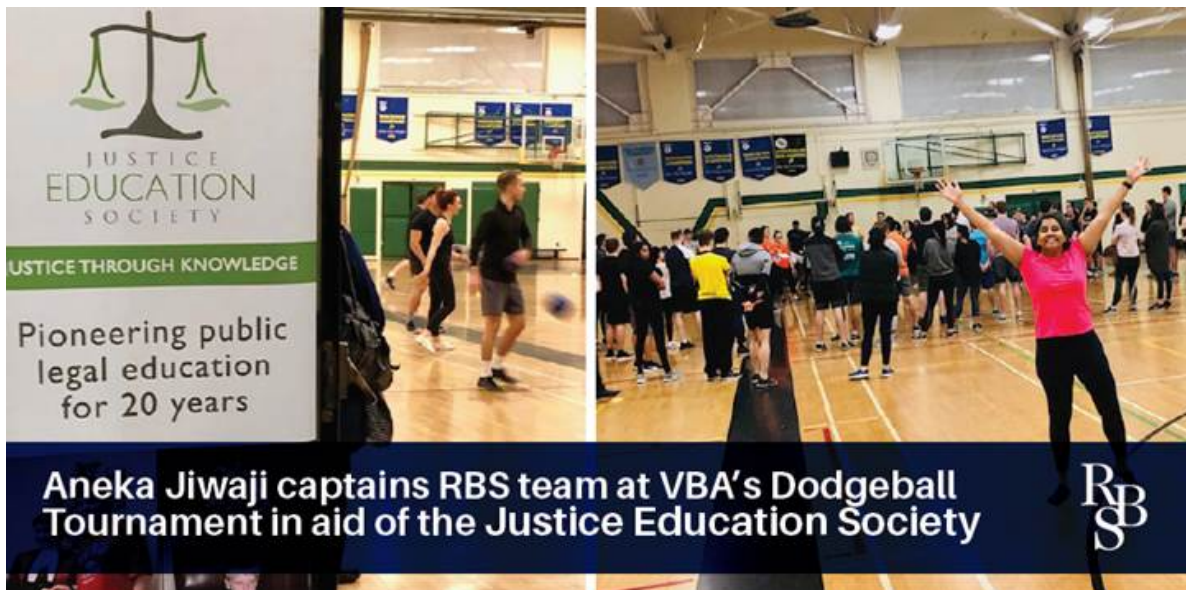 JUSTICE
EDUCATION
SOCIETY
USTICE THROUGH KNOWLEDGE
Pioneering public
legal education
for 20 years
Aneka Jiwaji captains RBS team at VBA's Dodgeball
Tournament in aid of the Justice Education Society
RBS